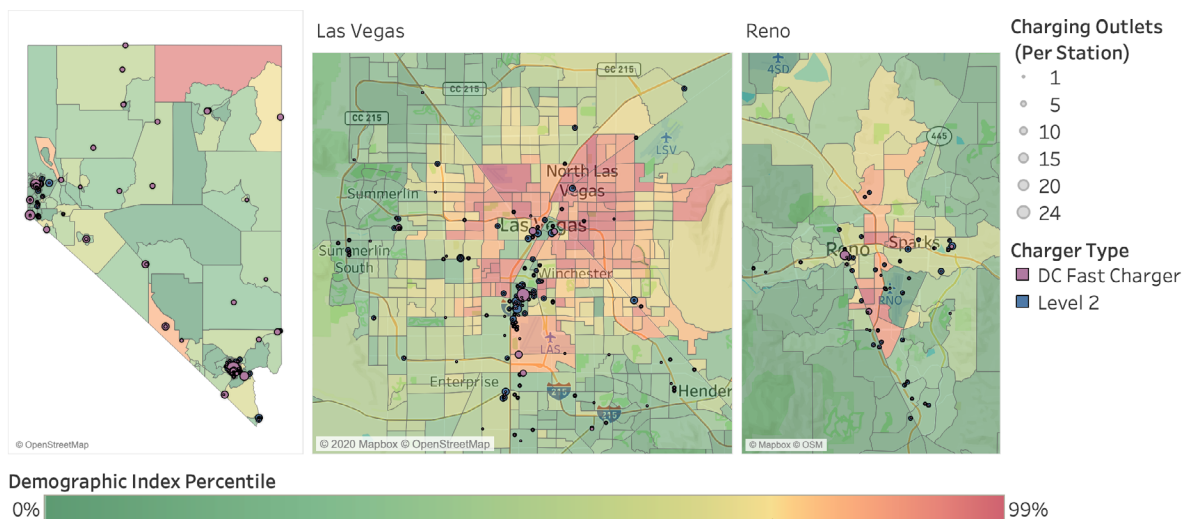 Las Vegas
Reno
Charging Outlets
(Per Station)
1
5
10
15
20
24
Charger Type
DC Fast Charger
Level 2
CC 215
CC 215
CC 215
LSV
North Las
Vegas
Summerlin
Las Vegas
Summerlin
South
Winchester
LAS
Enterprise
215
Hender
215
4SD
445
Reno
Sparks
RNO
© OpenStreetMap
© 2020 Mapbox © OpenStreetMap
© Mapbox © OSM
Demographic Index Percentile
0%
99%